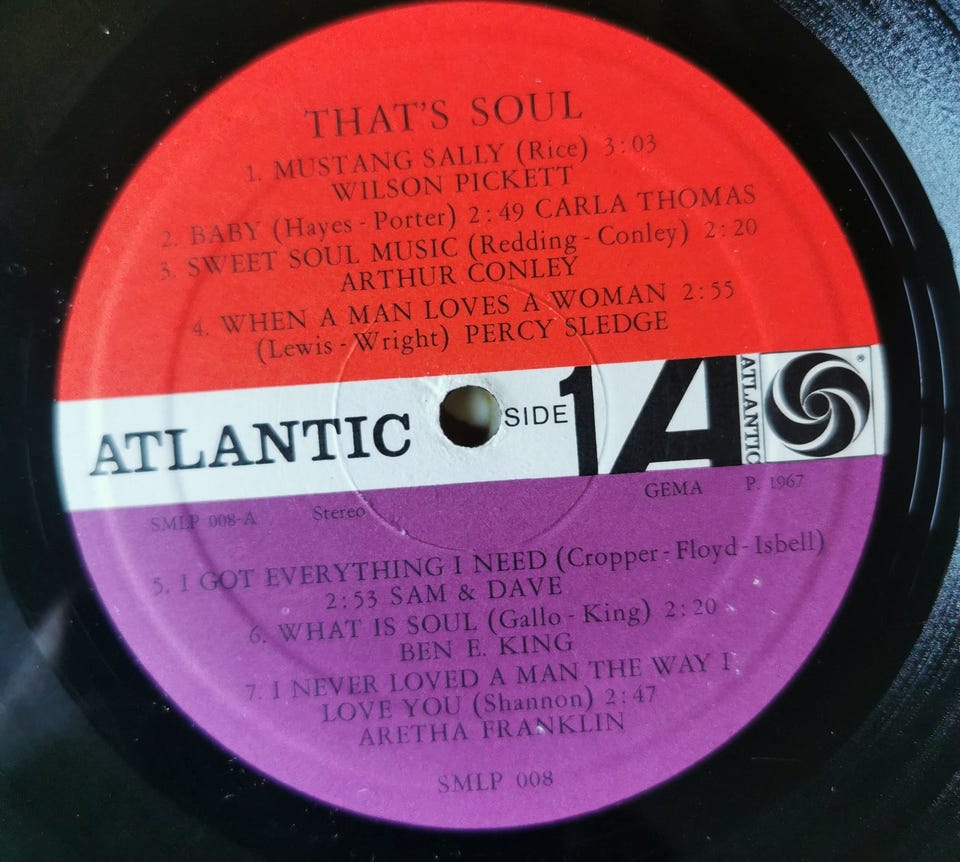 THAT'S SOUL
1. MUSTANG SALLY (Rice) 3:03
WILSON PICKETT
2. BABY (Hayes - Porter) 2:49 CARLA THOMAS
3. SWEET SOUL MUSIC (Redding - Conley) 2:20
ARTHUR CONLEY
4. WHEN A MAN LOVES A WOMAN 2:55
(Lewis - Wright) PERCY SLEDGE
ATLANTIC
SIDE 1
A
ATLANTIC
®
GEMA P. 1967
SMLP 008-A Stereo
5. I GOT EVERYTHING I NEED (Cropper - Floyd - Isbell)
2:53 SAM & DAVE
6. WHAT IS SOUL (Gallo - King) 2:20
BEN E. KING
7. I NEVER LOVED A MAN THE WAY I
LOVE YOU (Shannon) 2:47
ARETHA FRANKLIN
SMLP 008